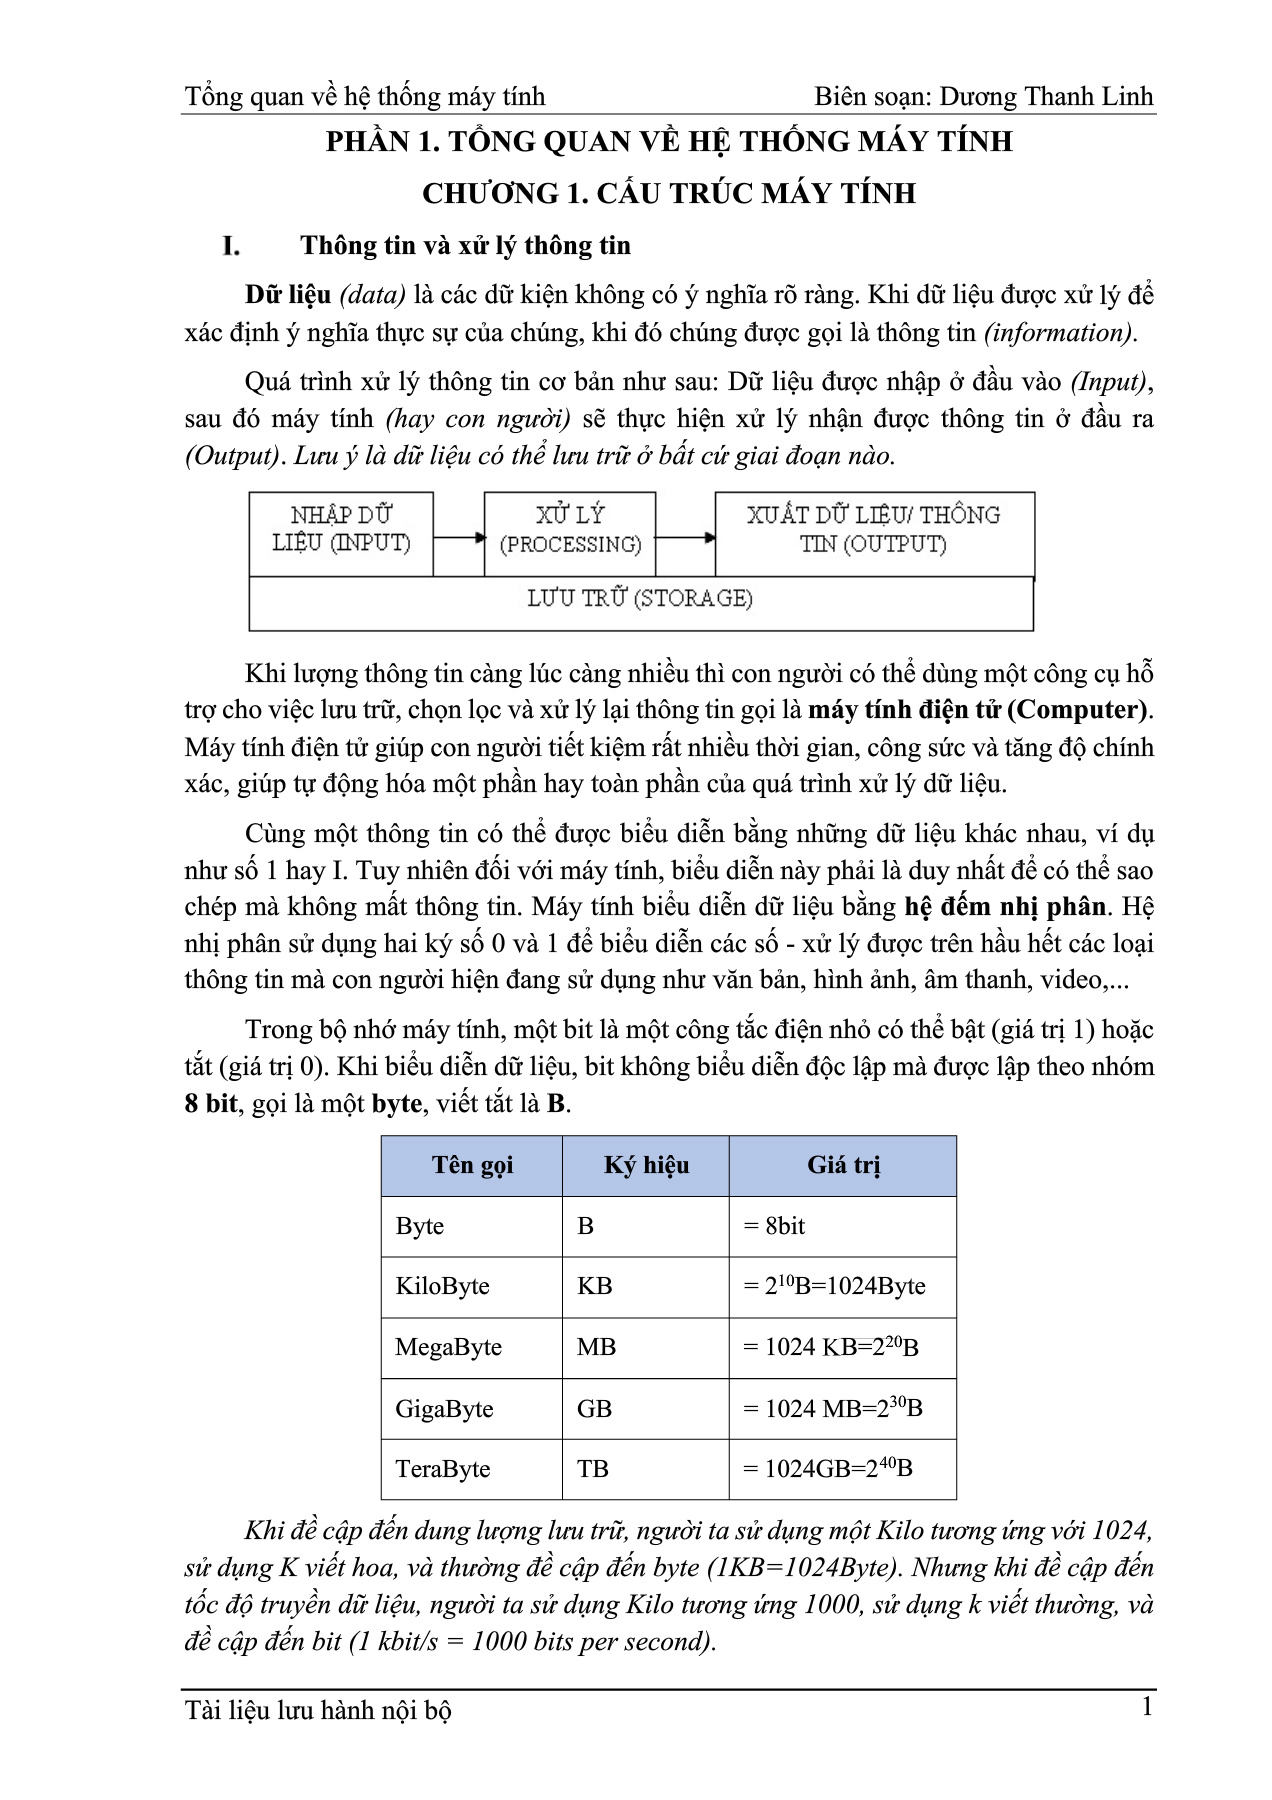 Tổng quan về hệ thống máy tính Biên soạn: Dương Thanh Linh
PHẦN 1. TỔNG QUAN VỀ HỆ THỐNG MÁY TÍNH
CHƯƠNG 1. CẤU TRÚC MÁY TÍNH
I. Thông tin và xử lý thông tin
Dữ liệu (data) là các dữ kiện không có ý nghĩa rõ ràng. Khi dữ liệu được xử lý để
xác định ý nghĩa thực sự của chúng, khi đó chúng được gọi là thông tin (information).
Quá trình xử lý thông tin cơ bản như sau: Dữ liệu được nhập ở đầu vào (Input),
sau đó máy tính (hay con người) sẽ thực hiện xử lý nhận được thông tin ở đầu ra
(Output). Lưu ý là dữ liệu có thể lưu trữ ở bất cứ giai đoạn nào.
NHẬP DỮ
LIỆU (INPUT)
XỬ LÝ
(PROCESSING)
XUẤT DỮ LIỆU/ THÔNG
TIN (OUTPUT)
LƯU TRỮ (STORAGE)
Khi lượng thông tin càng lúc càng nhiều thì con người có thể dùng một công cụ hỗ
trợ cho việc lưu trữ, chọn lọc và xử lý lại thông tin gọi là máy tính điện tử (Computer).
Máy tính điện tử giúp con người tiết kiệm rất nhiều thời gian, công sức và tăng độ chính
xác, giúp tự động hóa một phần hay toàn phần của quá trình xử lý dữ liệu.
Cùng một thông tin có thể được biểu diễn bằng những dữ liệu khác nhau, ví dụ
như số 1 hay I. Tuy nhiên đối với máy tính, biểu diễn này phải là duy nhất để có thể sao
chép mà không mất thông tin. Máy tính biểu diễn dữ liệu bằng hệ đếm nhị phân. Hệ
nhị phân sử dụng hai ký số 0 và 1 để biểu diễn các số - xử lý được trên hầu hết các loại
thông tin mà con người hiện đang sử dụng như văn bản, hình ảnh, âm thanh, video,...
Trong bộ nhớ máy tính, một bit là một công tắc điện nhỏ có thể bật (giá trị 1) hoặc
tắt (giá trị 0). Khi biểu diễn dữ liệu, bit không biểu diễn độc lập mà được lập theo nhóm
8 bit, gọi là một byte, viết tắt là B.
Tên gọi Ký hiệu Giá trị
Byte B = 8bit
KiloByte KB = 2¹⁰B=1024Byte
MegaByte MB = 1024 KB=2²⁰B
GigaByte GB = 1024 MB=2³⁰B
TeraByte TB = 1024GB=2⁴⁰B
Khi đề cập đến dung lượng lưu trữ, người ta sử dụng một Kilo tương ứng với 1024,
sử dụng K viết hoa, và thường đề cập đến byte (1KB=1024Byte). Nhưng khi đề cập đến
tốc độ truyền dữ liệu, người ta sử dụng Kilo tương ứng 1000, sử dụng k viết thường, và
đề cập đến bit (1 kbit/s = 1000 bits per second).
Tài liệu lưu hành nội bộ 1